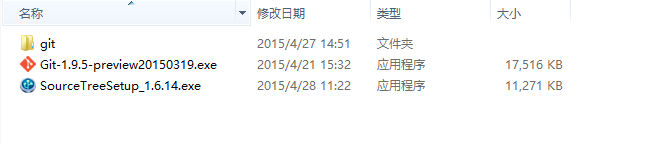 名称 修改日期 类型 大小
git 2015/4/27 14:51 文件夹
Git-1.9.5-preview20150319.exe 2015/4/21 15:32 应用程序 17,516 KB
SourceTreeSetup_1.6.14.exe 2015/4/28 11:22 应用程序 11,271 KB